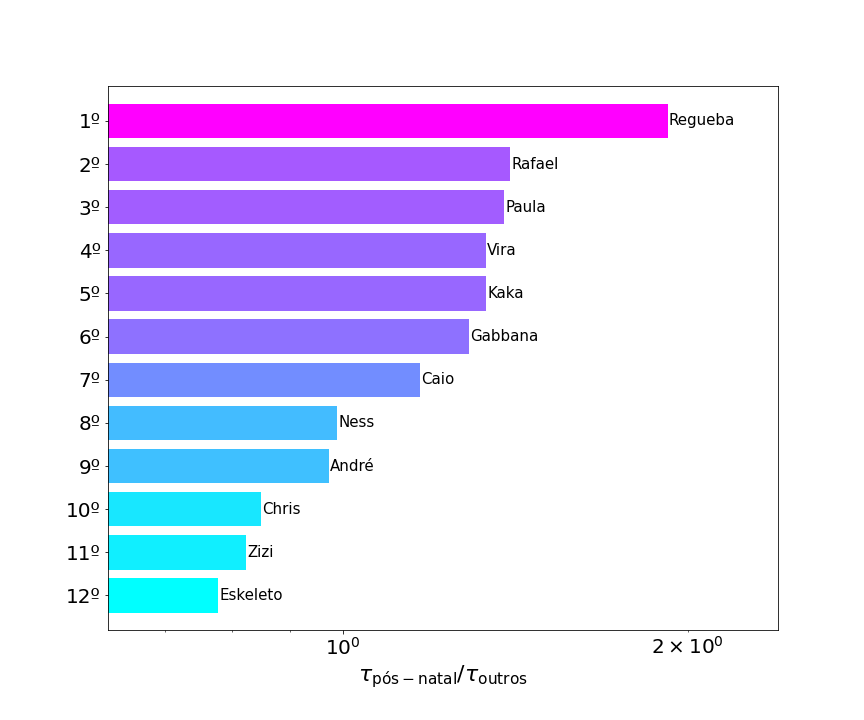 1º Regueba
2º Rafael
3º Paula
4º Vira
5º Kaka
6º Gabbana
7º Caio
8º Ness
9º André
10º Chris
11º Zizi
12º Eskeleto
10⁰ 2 × 10⁰
τpós − natal/τoutros